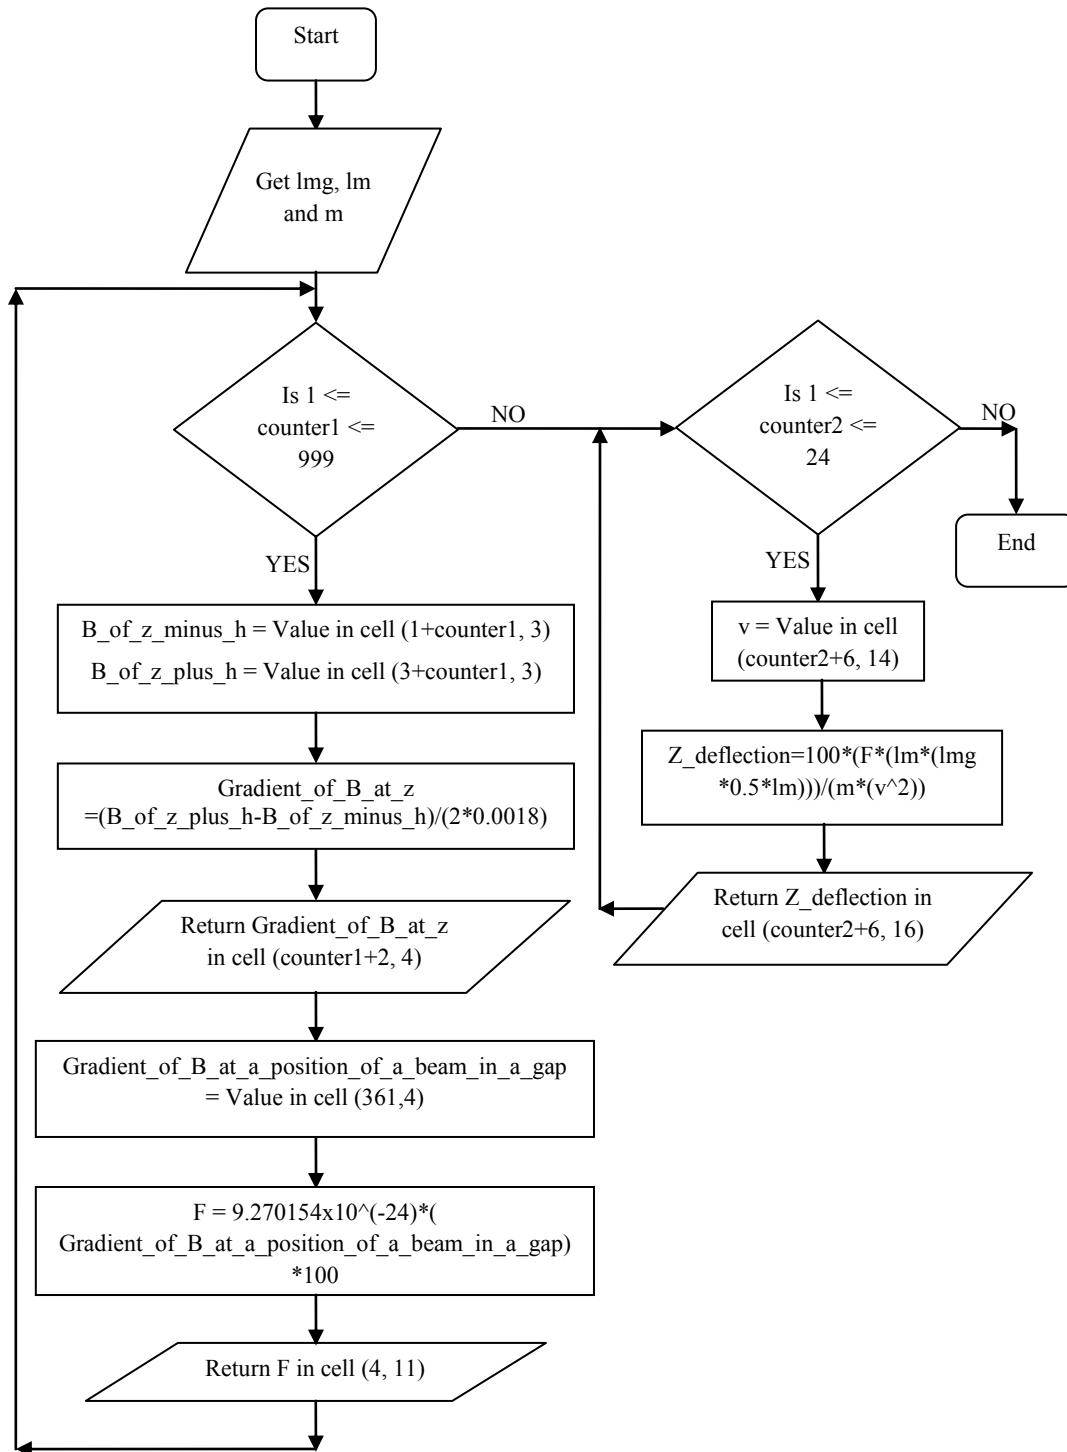 Start
Get lmg, lm
and m
Is 1 <=
counter1 <=
999
NO
YES
B_of_z_minus_h = Value in cell (1+counter1, 3)
B_of_z_plus_h = Value in cell (3+counter1, 3)
Gradient_of_B_at_z
=(B_of_z_plus_h-B_of_z_minus_h)/(2*0.0018)
Return Gradient_of_B_at_z
in cell (counter1+2, 4)
Gradient_of_B_at_a_position_of_a_beam_in_a_gap
= Value in cell (361,4)
F = 9.270154x10^(-24)*(
Gradient_of_B_at_a_position_of_a_beam_in_a_gap)
*100
Return F in cell (4, 11)
Is 1 <=
counter2 <=
24
NO
End
YES
v = Value in cell
(counter2+6, 14)
Z_deflection=100*(F*(lm*(lmg
*0.5*lm)))/(m*(v^2))
Return Z_deflection in
cell (counter2+6, 16)